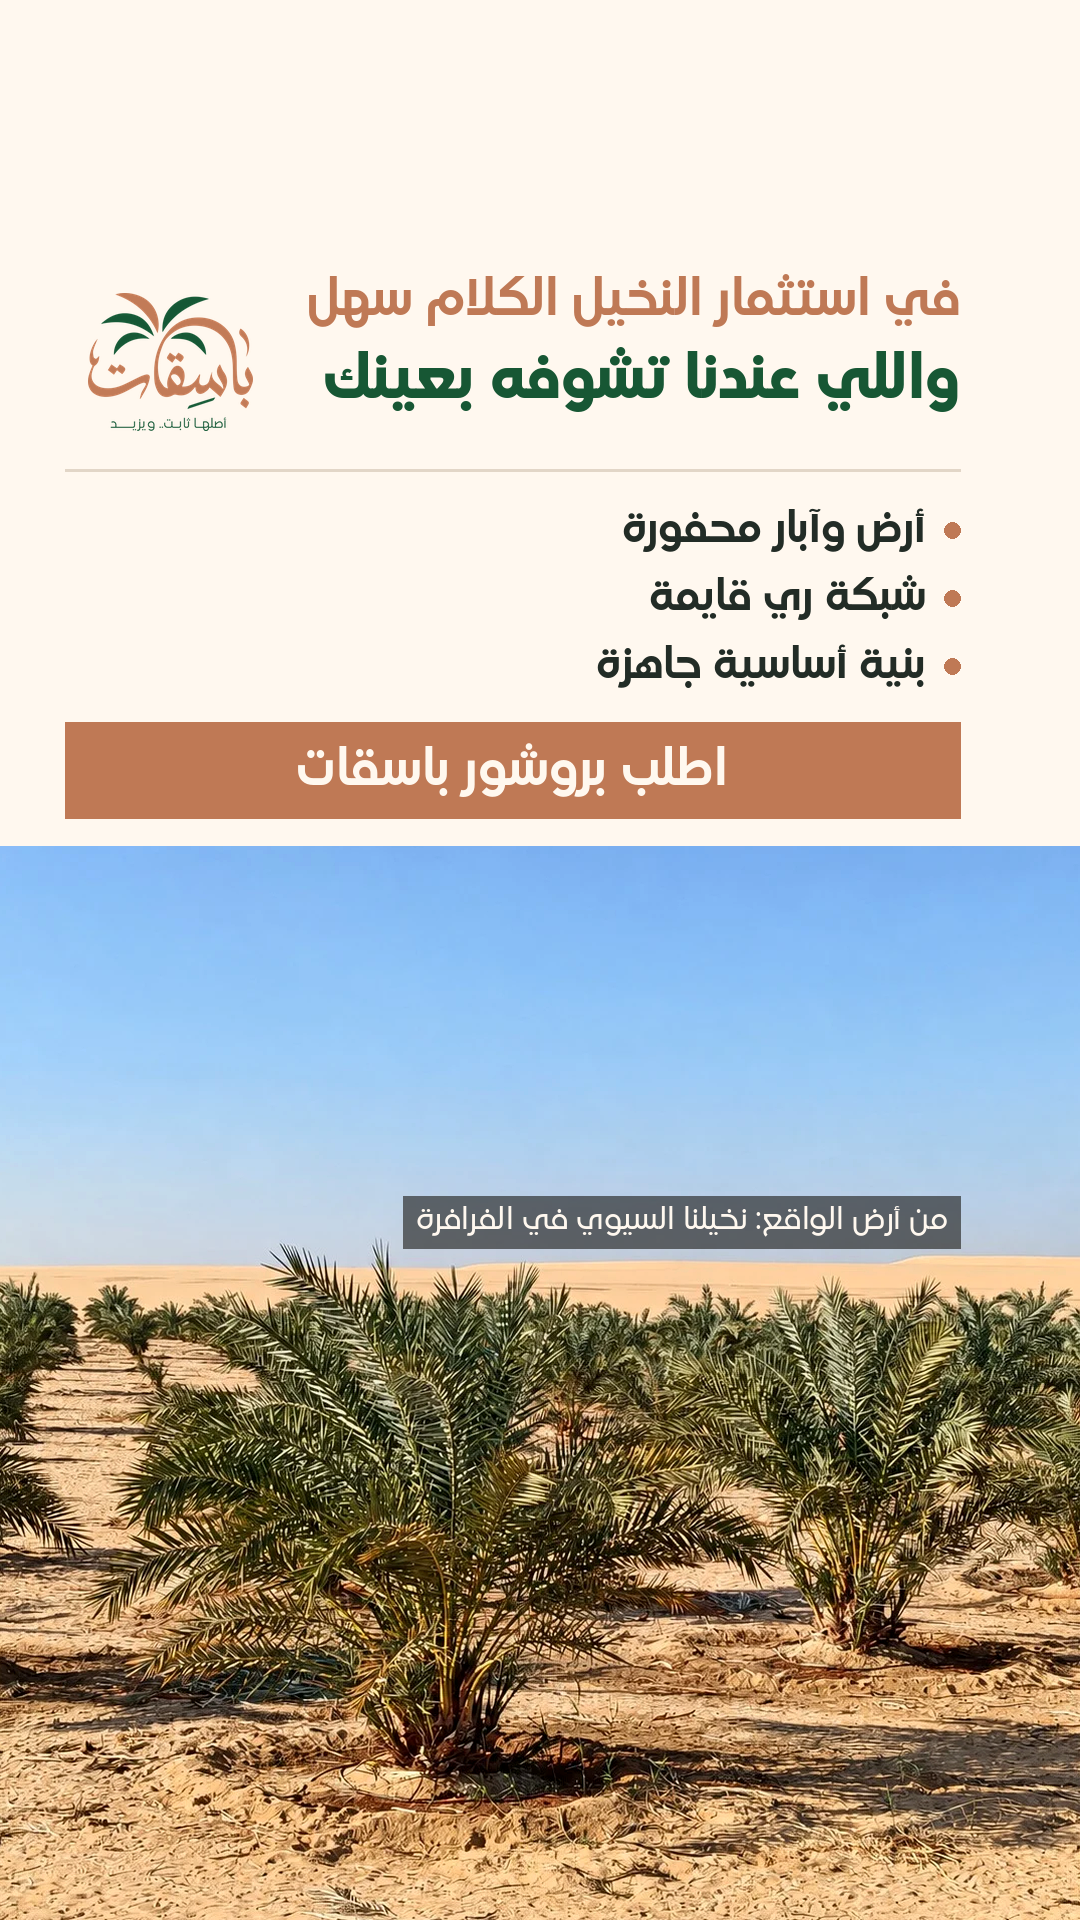 في استثمار النخيل الكلام سهل
واللي عندنا تشوفه بعينك
باسقات
اصلها ثابت.. ويزيد
أرض وآبار محفورة
شبكة ري قايمة
بنية أساسية جاهزة
اطلب بروشور باسقات
من أرض الواقع: نخيلنا السيوي في الفرافرة